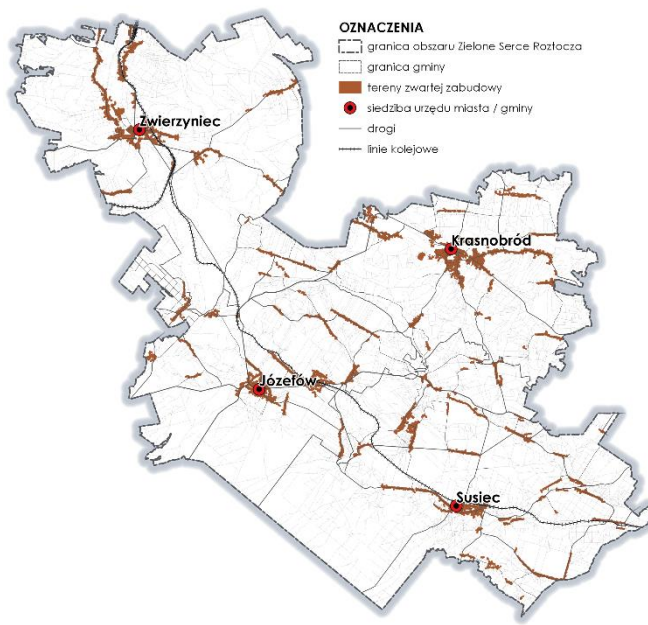 OZNACZENIA
granica obszaru Zielone Serce Roztocza
granica gminy
tereny zwartej zabudowy
siedziba urzędu miasta / gminy
drogi
linie kolejowe
Zwierzyniec
Krasnobród
Józefów
Susiec